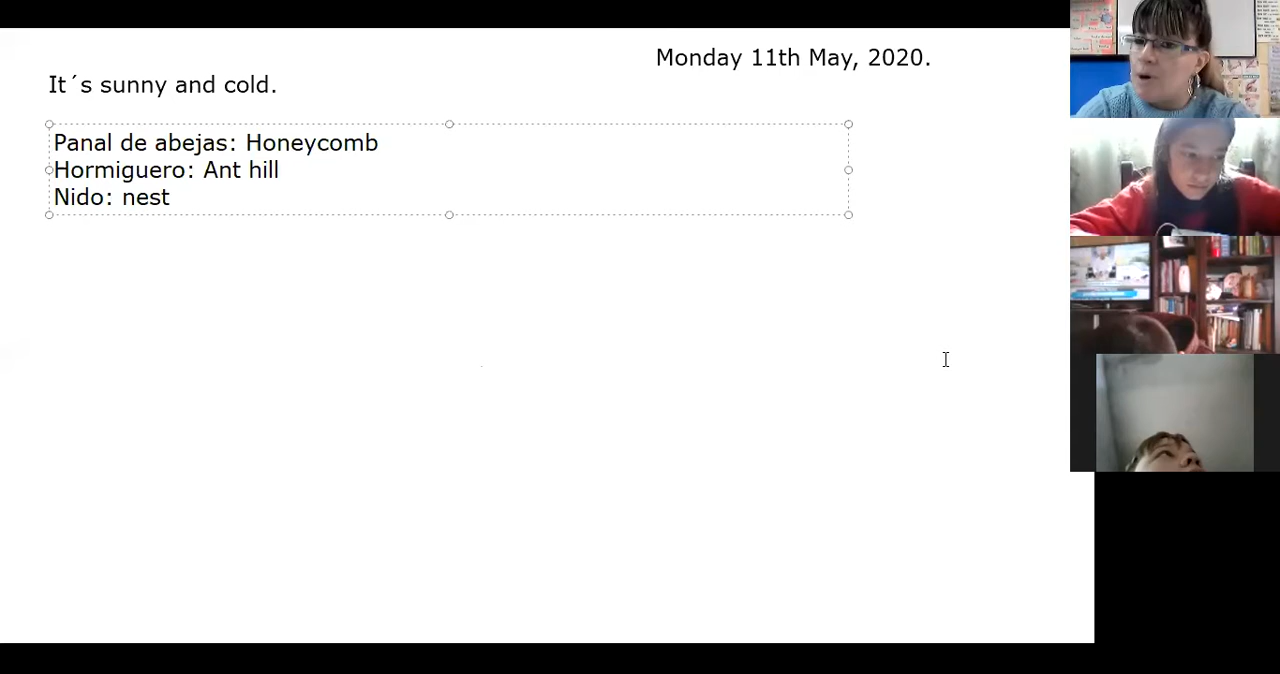 Monday 11th May, 2020.
It´s sunny and cold.
Panal de abejas: Honeycomb
Hormiguero: Ant hill
Nido: nest